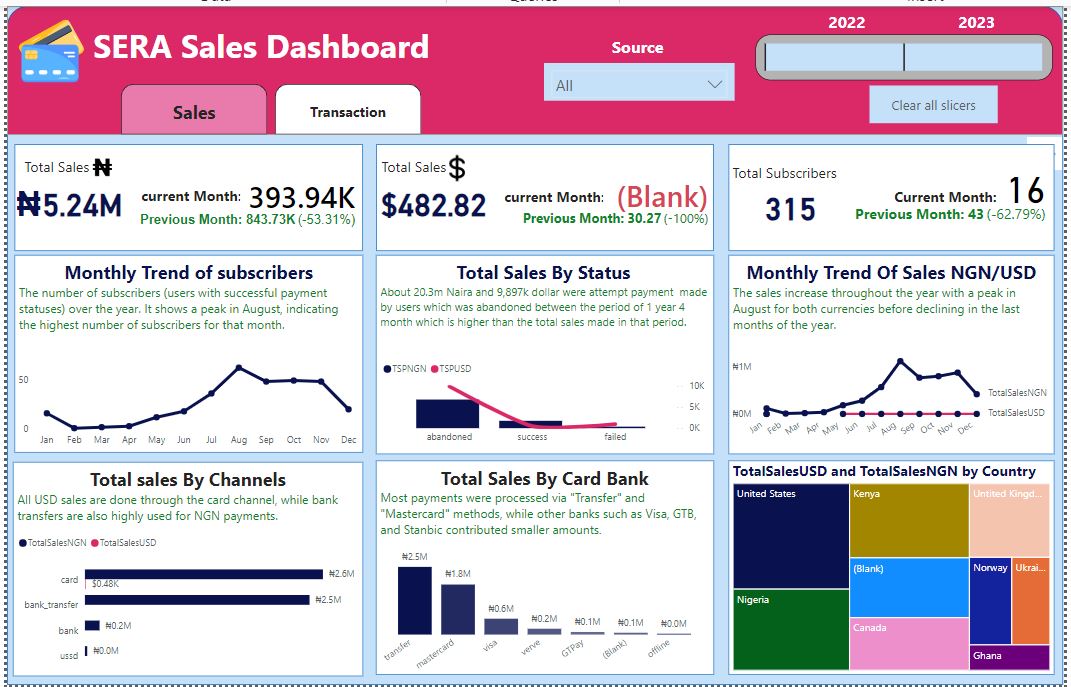 SERA Sales Dashboard
Source
2022 2023
All
Clear all slicers
Sales
Transaction
Total Sales ₦
₦5.24M
current Month: 393.94K
Previous Month: 843.73K (-53.31%)
Total Sales $
$482.82
current Month: (Blank)
Previous Month: 30.27 (-100%)
Total Subscribers
315
Current Month: 16
Previous Month: 43 (-62.79%)
Monthly Trend of subscribers
The number of subscribers (users with successful payment
statuses) over the year. It shows a peak in August, indicating
the highest number of subscribers for that month.
50
0
Jan Feb Mar Apr May Jun Jul Aug Sep Oct Nov Dec
Total Sales By Status
About 20.3m Naira and 9,897k dollar were attempt payment made
by users which was abandoned between the period of 1 year 4
month which is higher than the total sales made in that period.
TSPNGN TSPUSD
10K
5K
0K
abandoned success failed
Monthly Trend Of Sales NGN/USD
The sales increase throughout the year with a peak in
August for both currencies before declining in the last
months of the year.
₦1M
₦0M
TotalSalesNGN
TotalSalesUSD
Jan Feb Mar Apr May Jun Jul Aug Sep Oct Nov Dec
Total sales By Channels
All USD sales are done through the card channel, while bank
transfers are also highly used for NGN payments.
TotalSalesNGN TotalSalesUSD
card ₦2.6M
$0.48K
bank_transfer ₦2.5M
bank ₦0.2M
ussd ₦0.0M
Total Sales By Card Bank
Most payments were processed via "Transfer" and
"Mastercard" methods, while other banks such as Visa, GTB,
and Stanbic contributed smaller amounts.
₦2.5M ₦1.8M ₦0.6M ₦0.2M ₦0.1M ₦0.1M ₦0.0M
transfer mastercard visa verve GTPay (Blank) offline
TotalSalesUSD and TotalSalesNGN by Country
United States
Nigeria
Kenya
(Blank)
Canada
Untited Kingd...
Norway
Ukrai...
Ghana